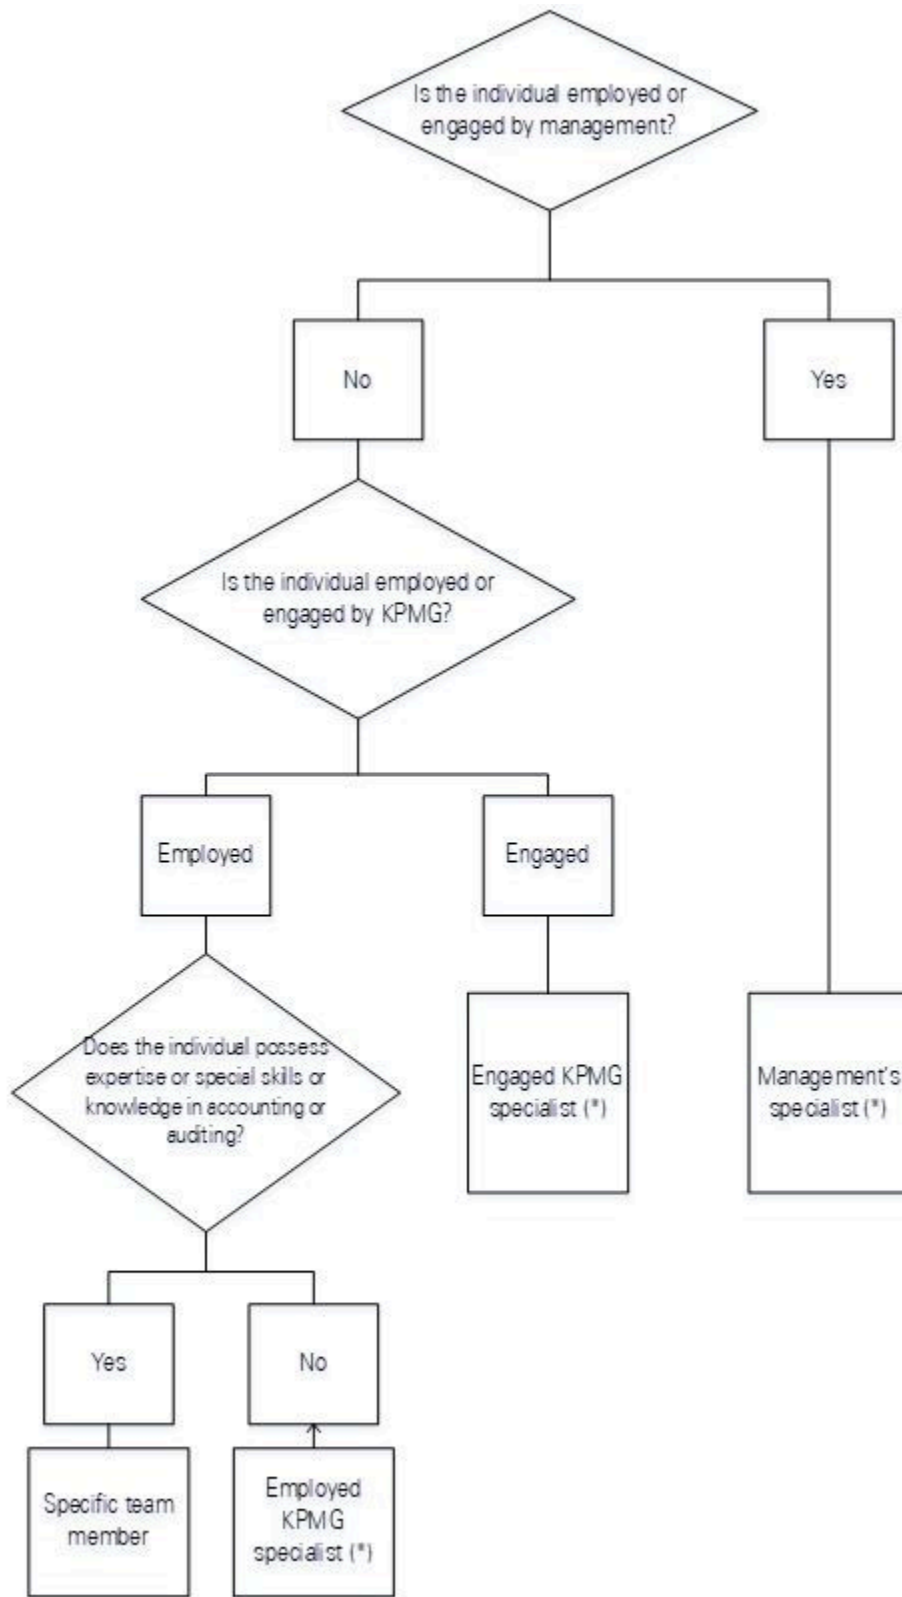 Is the individual employed or
engaged by management?
No
Yes
Is the individual employed or
engaged by KPMG?
Employed
Engaged
Does the individual possess
expertise or special skills or
knowledge in accounting or
auditing?
Engaged KPMG
specialist (*)
Management's
specialist (*)
Yes
No
Specific team
member
Employed
KPMG
specialist (*)